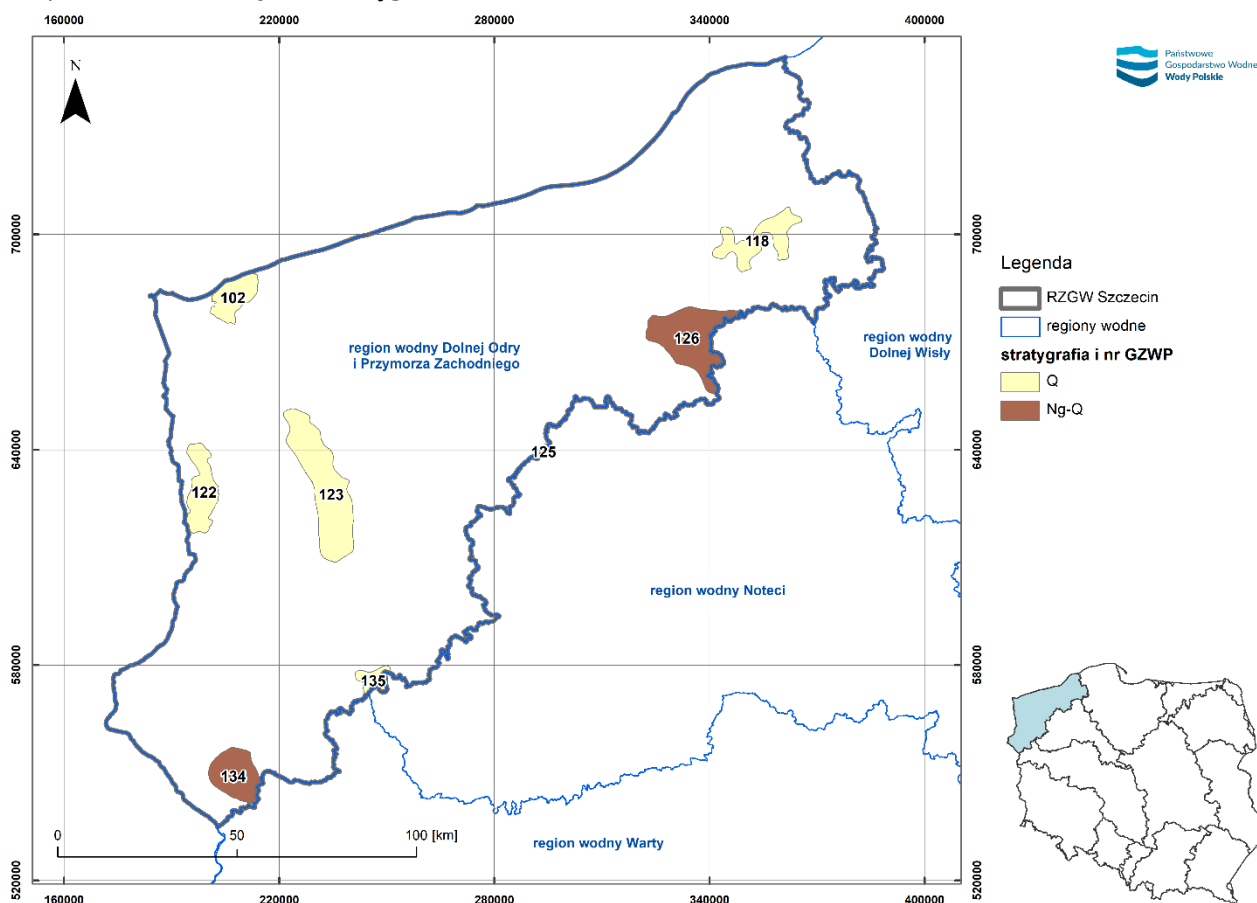 160000 220000 280000 340000 400000
Państwowe
Gospodarstwo Wodne
Wody Polskie
N
700000 700000
118
102
126
region wodny Dolnej Odry
i Przymorza Zachodniego
region wodny
Dolnej Wisły
Legenda
RZGW Szczecin
regiony wodne
stratygrafia i nr GZWP
Q
Ng-Q
640000 640000
125
122
123
region wodny Noteci
580000 580000
135
134
0 50 100 [km]
region wodny Warty
520000 520000
160000 220000 280000 340000 400000